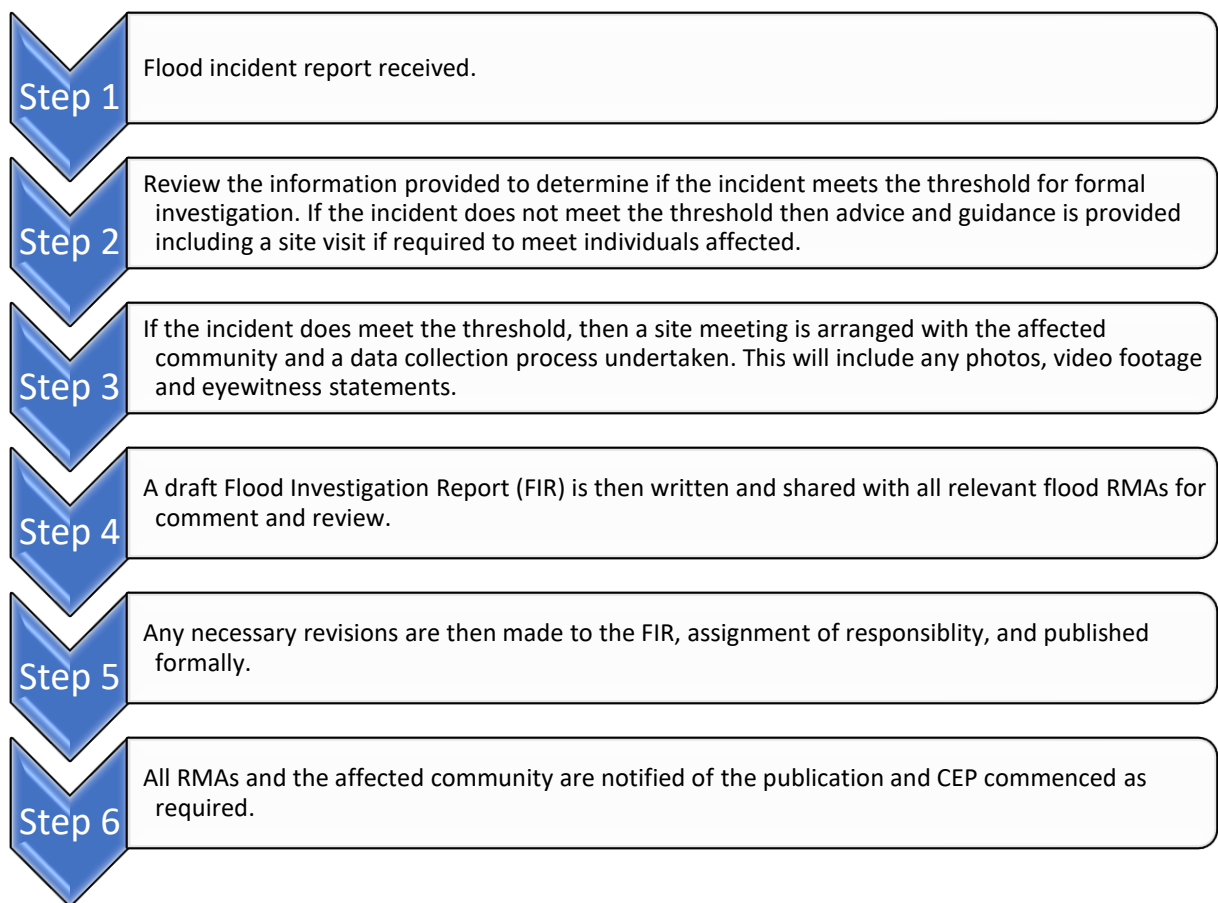 Step 1
Flood incident report received.
Step 2
Review the information provided to determine if the incident meets the threshold for formal
investigation. If the incident does not meet the threshold then advice and guidance is provided
including a site visit if required to meet individuals affected.
Step 3
If the incident does meet the threshold, then a site meeting is arranged with the affected
community and a data collection process undertaken. This will include any photos, video footage
and eyewitness statements.
Step 4
A draft Flood Investigation Report (FIR) is then written and shared with all relevant flood RMAs for
comment and review.
Step 5
Any necessary revisions are then made to the FIR, assignment of responsiblity, and published
formally.
Step 6
All RMAs and the affected community are notified of the publication and CEP commenced as
required.